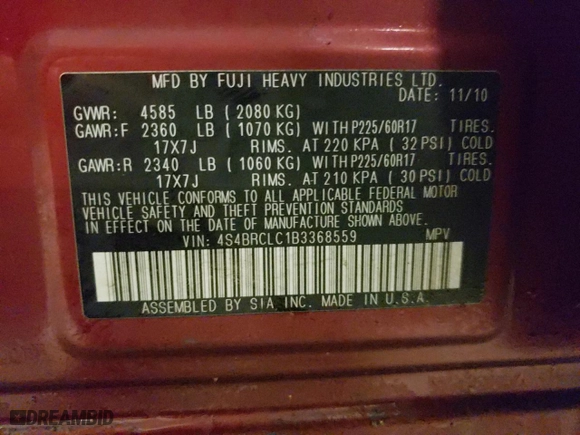 MFD BY FUJI HEAVY INDUSTRIES LTD.
DATE: 11/10
GVWR: 4585 LB (2080 KG)
GAWR:F 2360 LB (1070 KG) WITH P225/60R17 TIRES.
17X7J RIMS. AT 220 KPA (32 PSI) COLD
GAWR:R 2340 LB (1060 KG) WITH P225/60R17 TIRES.
17X7J RIMS. AT 210 KPA (30 PSI) COLD
THIS VEHICLE CONFORMS TO ALL APPLICABLE FEDERAL MOTOR
VEHICLE SAFETY AND THEFT PREVENTION STANDARDS
IN EFFECT ON THE DATE OF MANUFACTURE SHOWN ABOVE.
VIN: 4S4BRCLC1B3368559 MPV
ASSEMBLED BY SIA, INC. MADE IN U.S.A.
DREAMBID